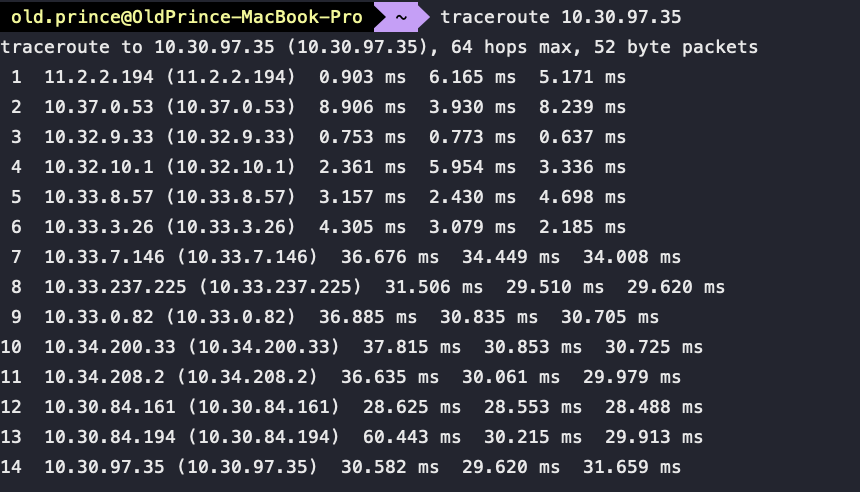 old.prince@OldPrince-MacBook-Pro ~ traceroute 10.30.97.35
traceroute to 10.30.97.35 (10.30.97.35), 64 hops max, 52 byte packets
 1  11.2.2.194 (11.2.2.194)  0.903 ms  6.165 ms  5.171 ms
 2  10.37.0.53 (10.37.0.53)  8.906 ms  3.930 ms  8.239 ms
 3  10.32.9.33 (10.32.9.33)  0.753 ms  0.773 ms  0.637 ms
 4  10.32.10.1 (10.32.10.1)  2.361 ms  5.954 ms  3.336 ms
 5  10.33.8.57 (10.33.8.57)  3.157 ms  2.430 ms  4.698 ms
 6  10.33.3.26 (10.33.3.26)  4.305 ms  3.079 ms  2.185 ms
 7  10.33.7.146 (10.33.7.146)  36.676 ms  34.449 ms  34.008 ms
 8  10.33.237.225 (10.33.237.225)  31.506 ms  29.510 ms  29.620 ms
 9  10.33.0.82 (10.33.0.82)  36.885 ms  30.835 ms  30.705 ms
10  10.34.200.33 (10.34.200.33)  37.815 ms  30.853 ms  30.725 ms
11  10.34.208.2 (10.34.208.2)  36.635 ms  30.061 ms  29.979 ms
12  10.30.84.161 (10.30.84.161)  28.625 ms  28.553 ms  28.488 ms
13  10.30.84.194 (10.30.84.194)  60.443 ms  30.215 ms  29.913 ms
14  10.30.97.35 (10.30.97.35)  30.582 ms  29.620 ms  31.659 ms